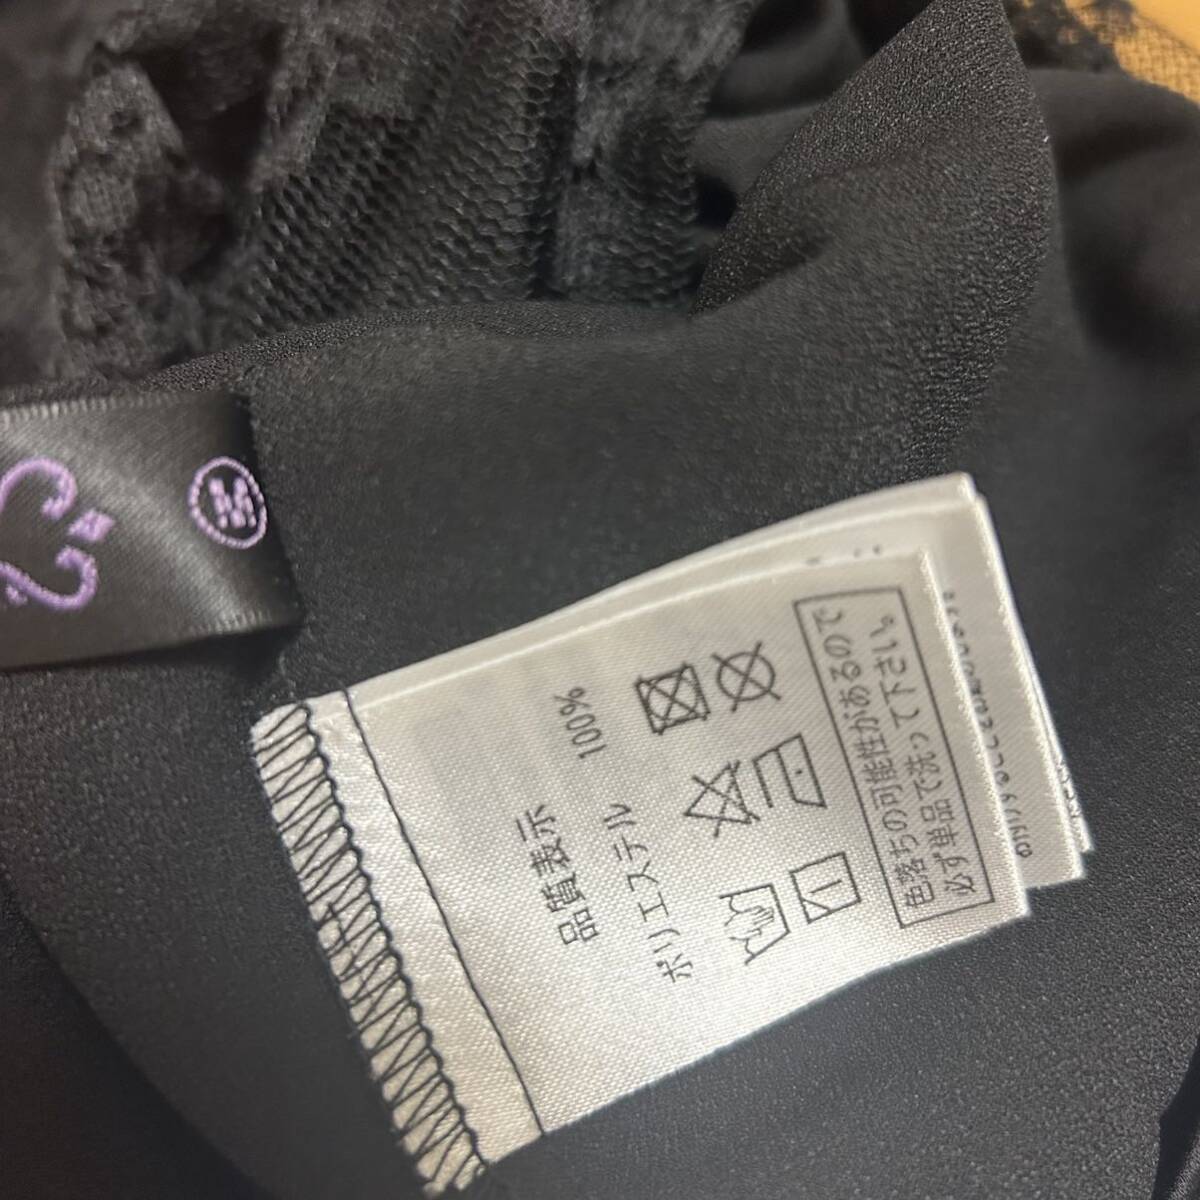 M
品質表示
ポリエステル 100%
色落ちの可能性があるので
必ず単品で洗って下さい。